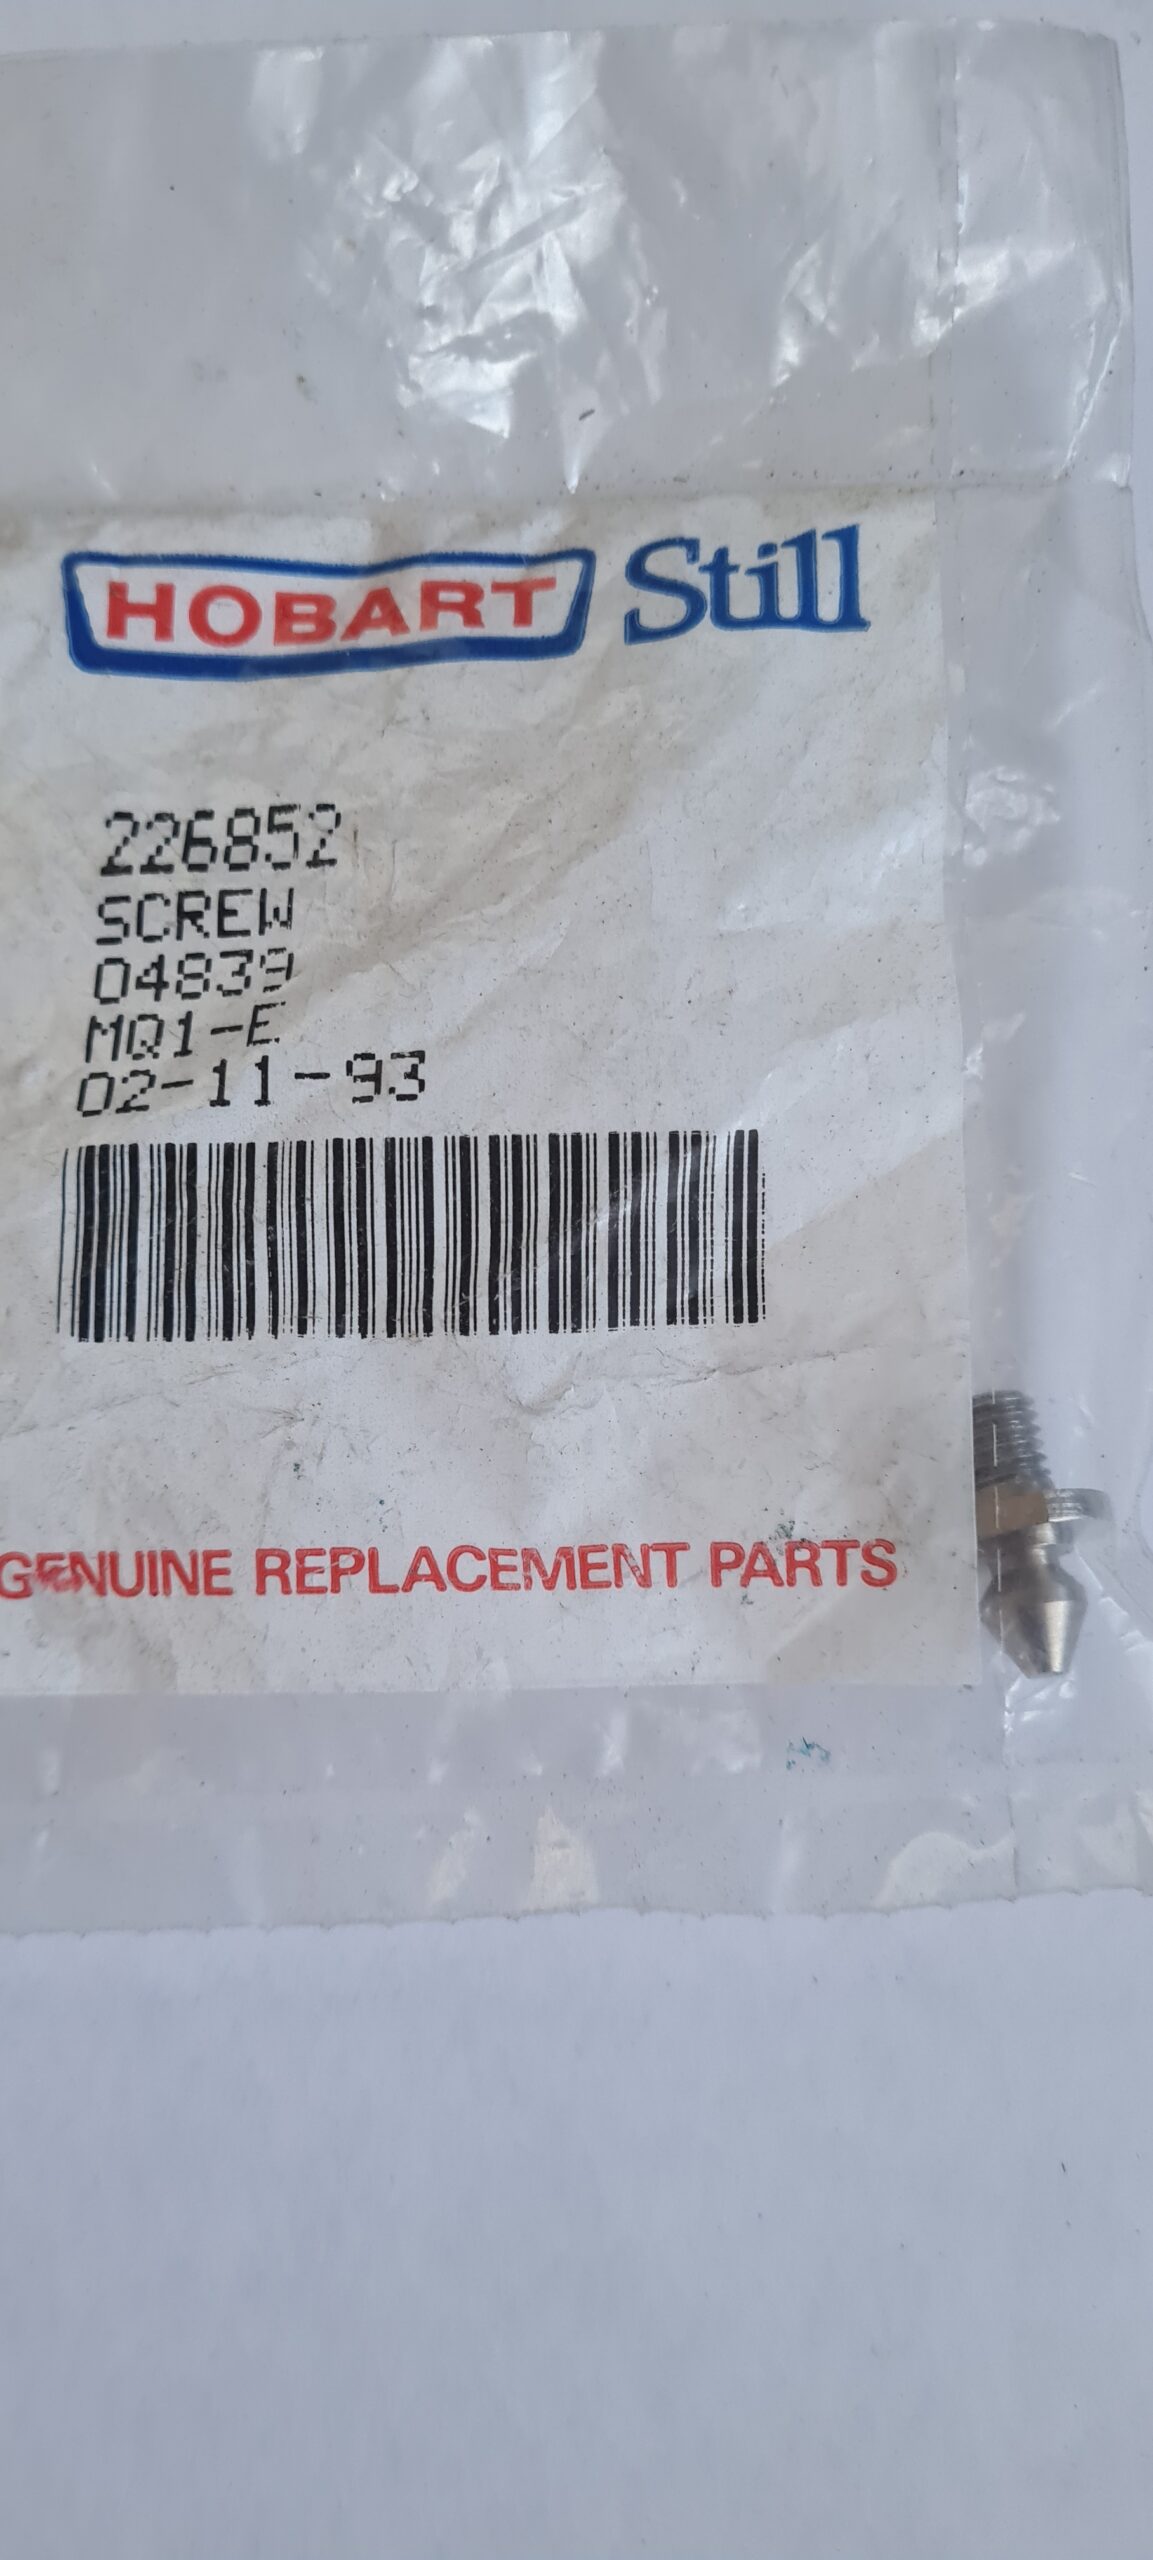 HOBART Still
226852
SCREW
04839
MQ1-E
02-11-93
GENUINE REPLACEMENT PARTS